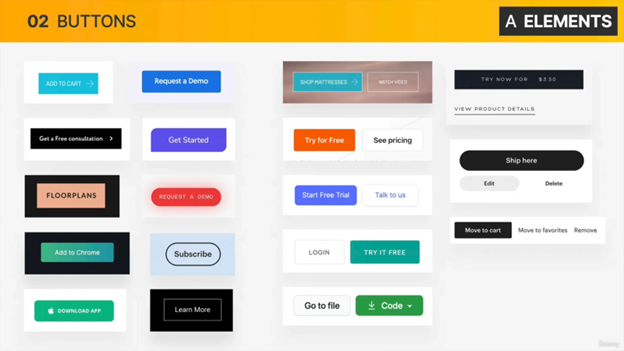 02 BUTTONS
A ELEMENTS
ADD TO CART
Request a Demo
Get a Free consultation
Get Started
FLOORPLANS
REQUEST A DEMO
Add to Chrome
Subscribe
DOWNLOAD APP
Learn More
SHOP MATTRESSES
WATCH VIDEO
Try for Free
See pricing
Start Free Trial
Talk to us
LOGIN
TRY IT FREE
Go to file
Code
TRY NOW FOR $3.50
VIEW PRODUCT DETAILS
Ship here
Edit
Delete
Move to cart
Move to favorites
Remove
Udemy